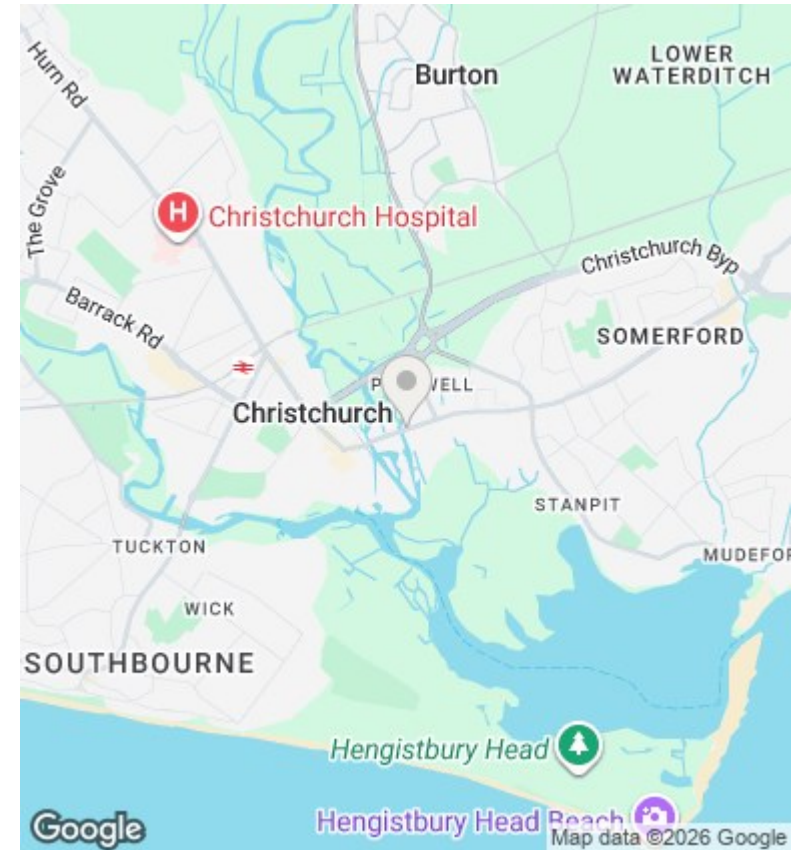 Hurn Rd
Burton
LOWER
WATERDITCH
The Grove
H
Christchurch Hospital
Christchurch Byp
Barrack Rd
SOMERFORD
Christchurch
STANPIT
TUCKTON
WICK
SOUTHBOURNE
Hengistbury Head
Hengistbury Head Beach
Google
Map data ©2026 Google